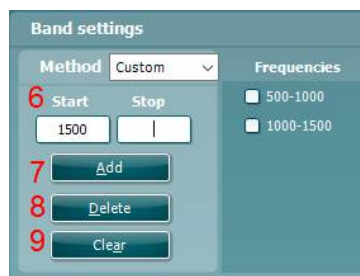 Band settings
Method Custom Frequencies
6 Start Stop 500-1000
1500 1000-1500
7 Add
8 Delete
9 Clear